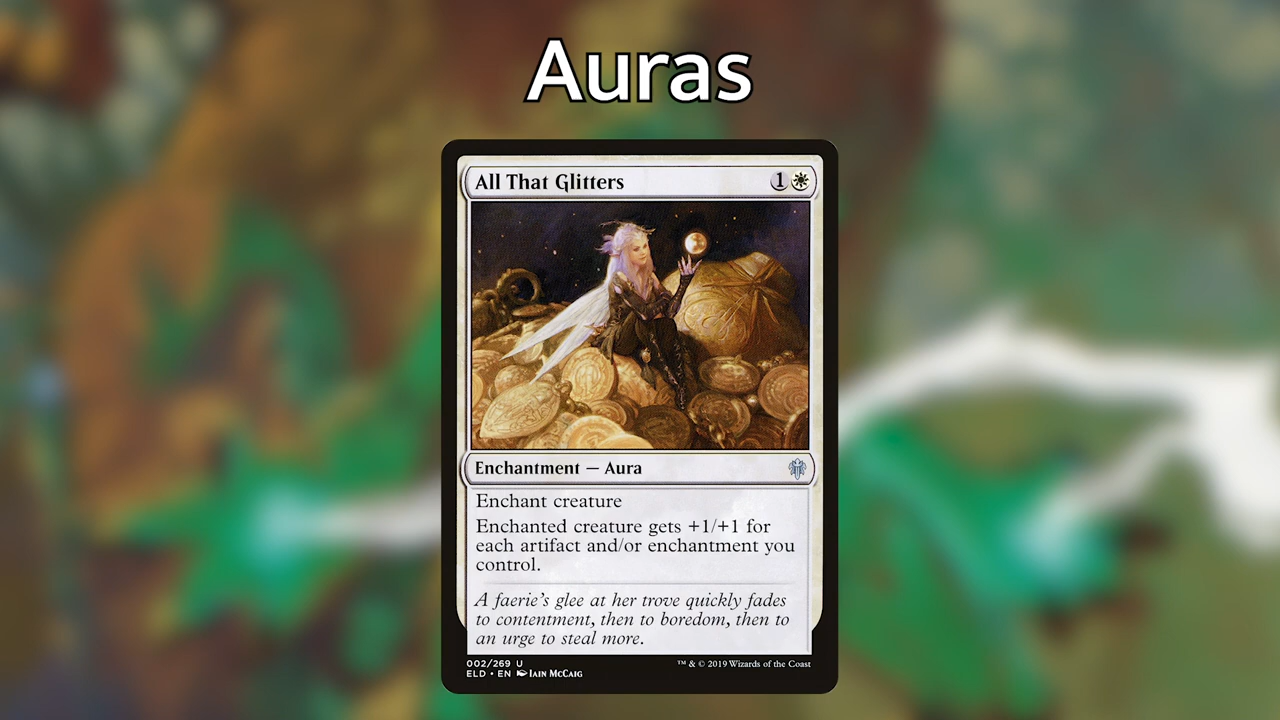 Auras
All That Glitters 1
Enchantment — Aura
Enchant creature
Enchanted creature gets +1/+1 for
each artifact and/or enchantment you
control.
A faerie's glee at her trove quickly fades
to contentment, then to boredom, then to
an urge to steal more.
002/269 U
ELD • EN Iain McCaig
™ & © 2019 Wizards of the Coast